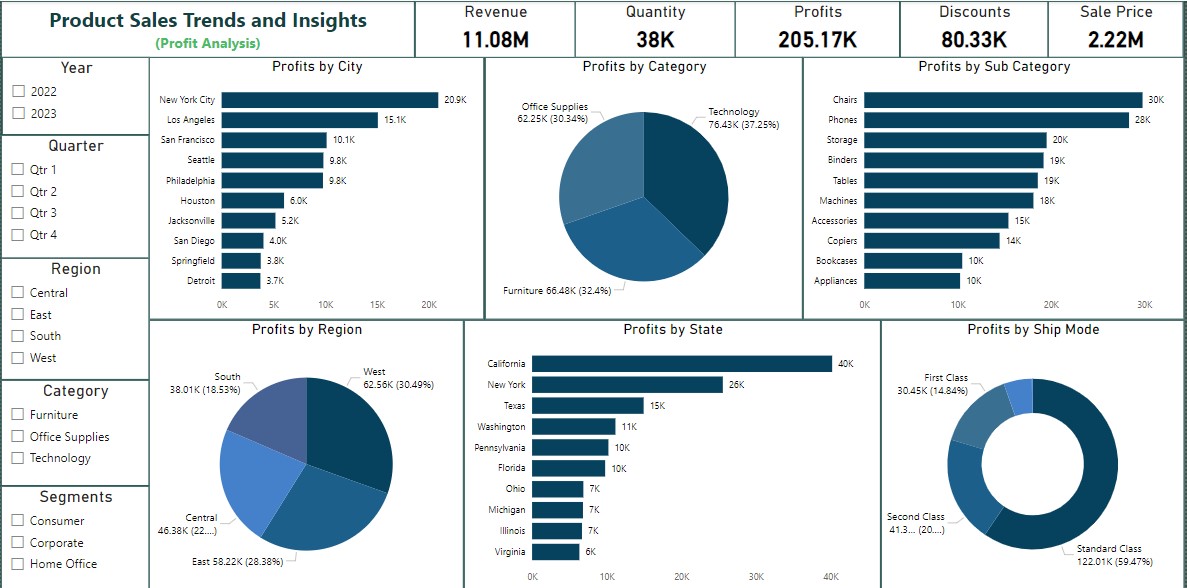 Product Sales Trends and Insights
(Profit Analysis)
Revenue
11.08M
Quantity
38K
Profits
205.17K
Discounts
80.33K
Sale Price
2.22M
Year
2022
2023
Quarter
Qtr 1
Qtr 2
Qtr 3
Qtr 4
Region
Central
East
South
West
Category
Furniture
Office Supplies
Technology
Segments
Consumer
Corporate
Home Office
Profits by City
New York City 20.9K
Los Angeles 15.1K
San Francisco 10.1K
Seattle 9.8K
Philadelphia 9.8K
Houston 6.0K
Jacksonville 5.2K
San Diego 4.0K
Springfield 3.8K
Detroit 3.7K
0K 5K 10K 15K 20K
Profits by Category
Office Supplies
62.25K (30.34%)
Technology
76.43K (37.25%)
Furniture 66.48K (32.4%)
Profits by Sub Category
Chairs 30K
Phones 28K
Storage 20K
Binders 19K
Tables 19K
Machines 18K
Accessories 15K
Copiers 14K
Bookcases 10K
Appliances 10K
0K 10K 20K 30K
Profits by Region
South
38.01K (18.53%)
West
62.56K (30.49%)
Central
46.38K (22....)
East 58.22K (28.38%)
Profits by State
California 40K
New York 26K
Texas 15K
Washington 11K
Pennsylvania 10K
Florida 10K
Ohio 7K
Michigan 7K
Illinois 7K
Virginia 6K
0K 10K 20K 30K 40K
Profits by Ship Mode
First Class
30.45K (14.84%)
Second Class
41.3... (20....)
Standard Class
122.01K (59.47%)